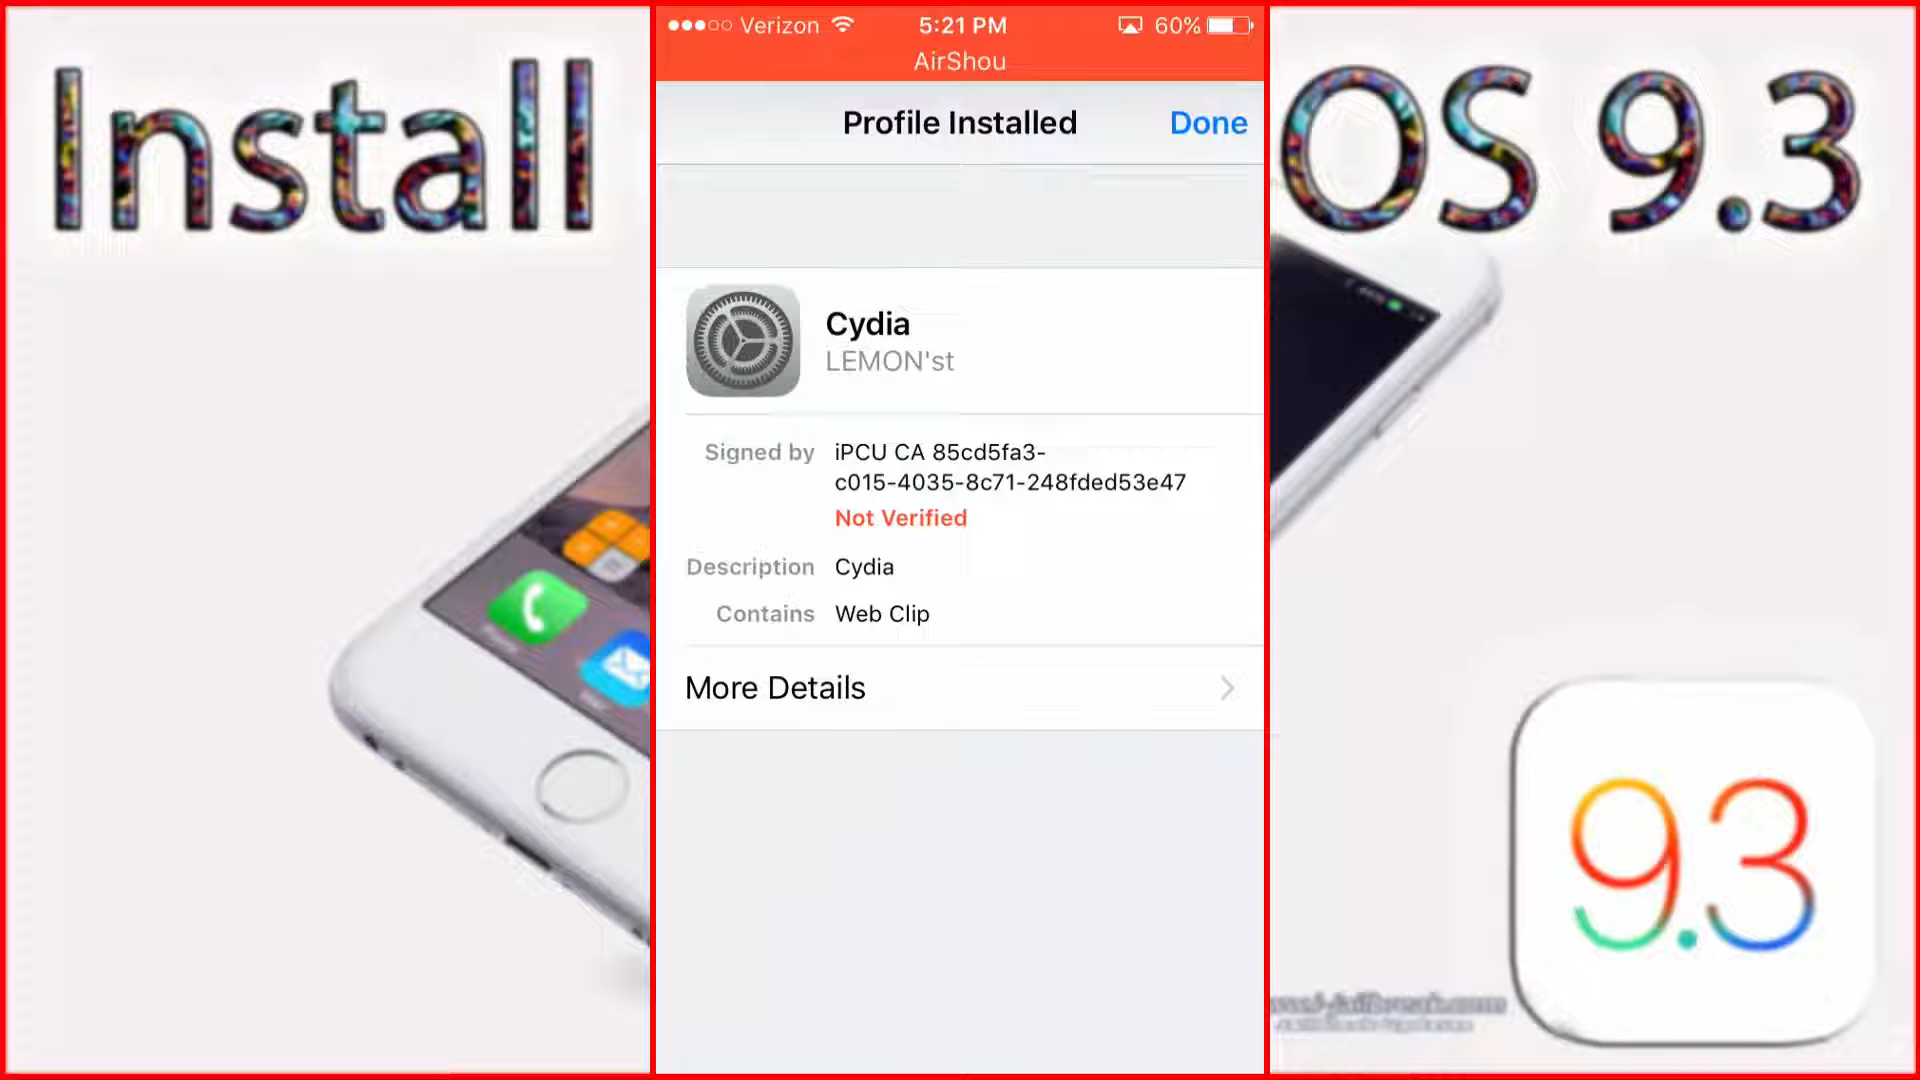 Install
OS 9.3
Verizon
5:21 PM
60%
AirShou
Profile Installed
Done
Cydia
LEMON'st
Signed by
iPCU CA 85cd5fa3-
c015-4035-8c71-248fded53e47
Not Verified
Description
Cydia
Contains
Web Clip
More Details
9.3